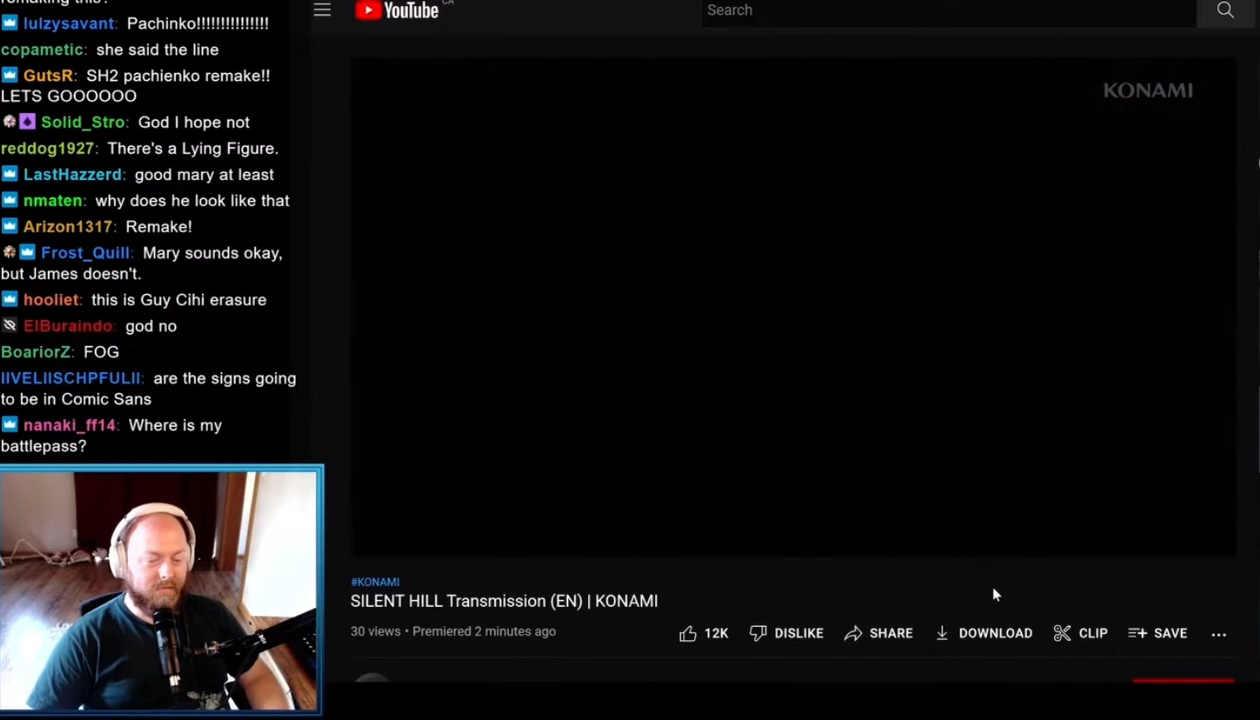 lulzysavant: Pachinko!!!!!!!!!!!!!!!
copametic: she said the line
GutsR: SH2 pachienko remake!!
LETS GOOOOOO
Solid_Stro: God I hope not
reddog1927: There's a Lying Figure.
LastHazzerd: good mary at least
nmaten: why does he look like that
Arizon1317: Remake!
Frost_Quill: Mary sounds okay,
but James doesn't.
hooliet: this is Guy Cihi erasure
ElBuraindo: god no
BoariorZ: FOG
IIVELIISCHPFULII: are the signs going
to be in Comic Sans
nanaki_ff14: Where is my
battlepass?
YouTube
Search
KONAMI
#KONAMI
SILENT HILL Transmission (EN) | KONAMI
30 views • Premiered 2 minutes ago
12K
DISLIKE
SHARE
DOWNLOAD
CLIP
SAVE